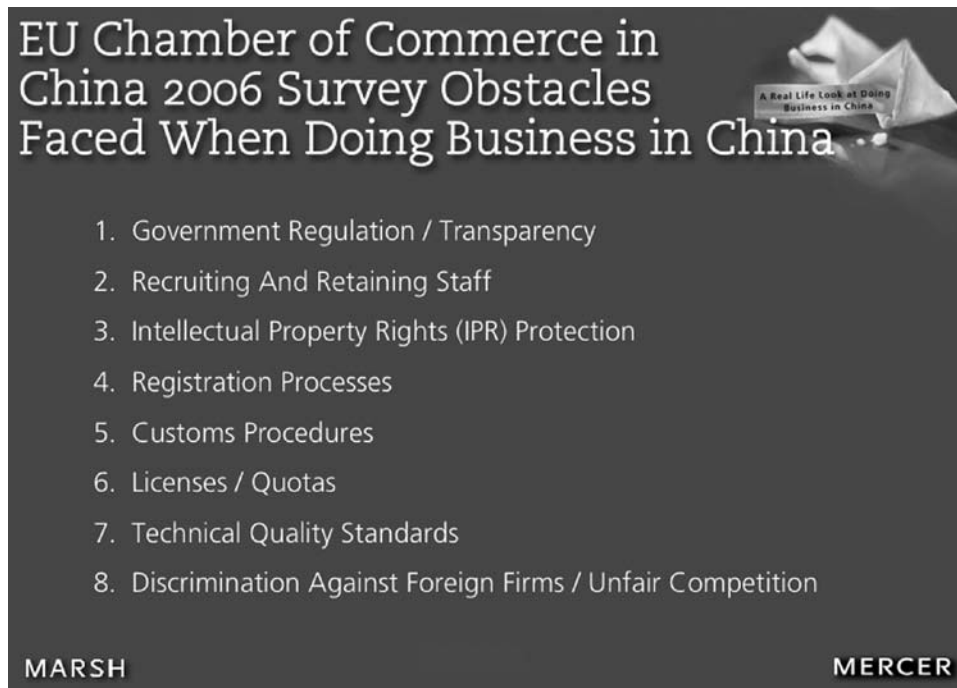 EU Chamber of Commerce in
China 2006 Survey Obstacles
Faced When Doing Business in China
A Real Life Look at Doing
Business in China
1. Government Regulation / Transparency
2. Recruiting And Retaining Staff
3. Intellectual Property Rights (IPR) Protection
4. Registration Processes
5. Customs Procedures
6. Licenses / Quotas
7. Technical Quality Standards
8. Discrimination Against Foreign Firms / Unfair Competition
MARSH
MERCER